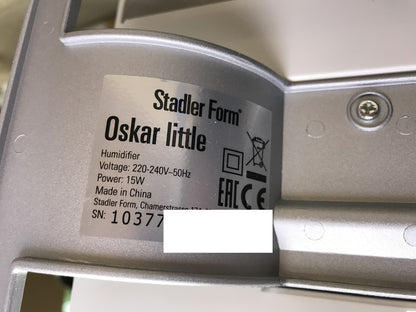 Stadler Form®
Oskar little
Humidifier
Voltage: 220-240V~50Hz
Power: 15W
Made in China
Stadler Form, Chamerstrasse
SN: 10377
EAC CE